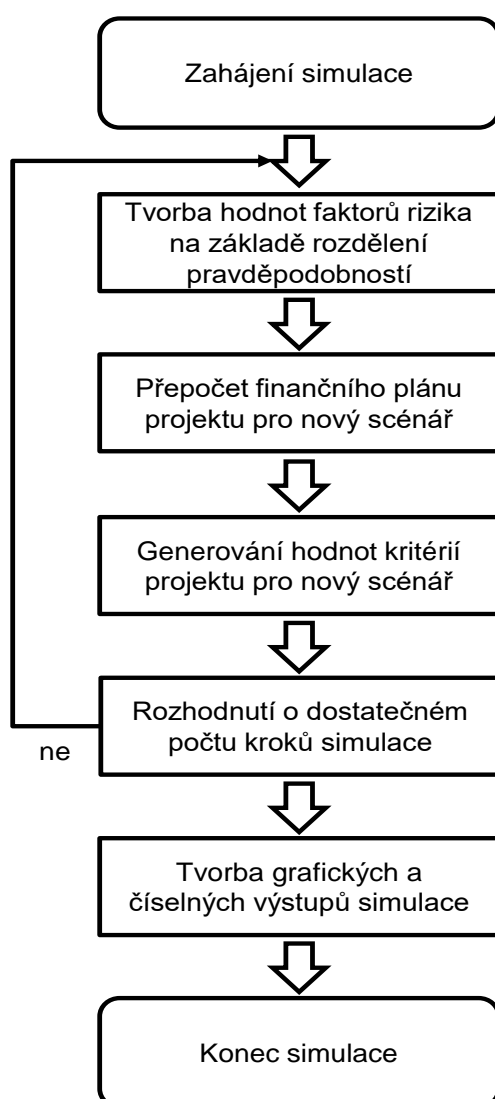 Zahájení simulace
Tvorba hodnot faktorů rizika
na základě rozdělení
pravděpodobností
Přepočet finančního plánu
projektu pro nový scénář
Generování hodnot kritérií
projektu pro nový scénář
Rozhodnutí o dostatečném
počtu kroků simulace
ne
Tvorba grafických a
číselných výstupů simulace
Konec simulace